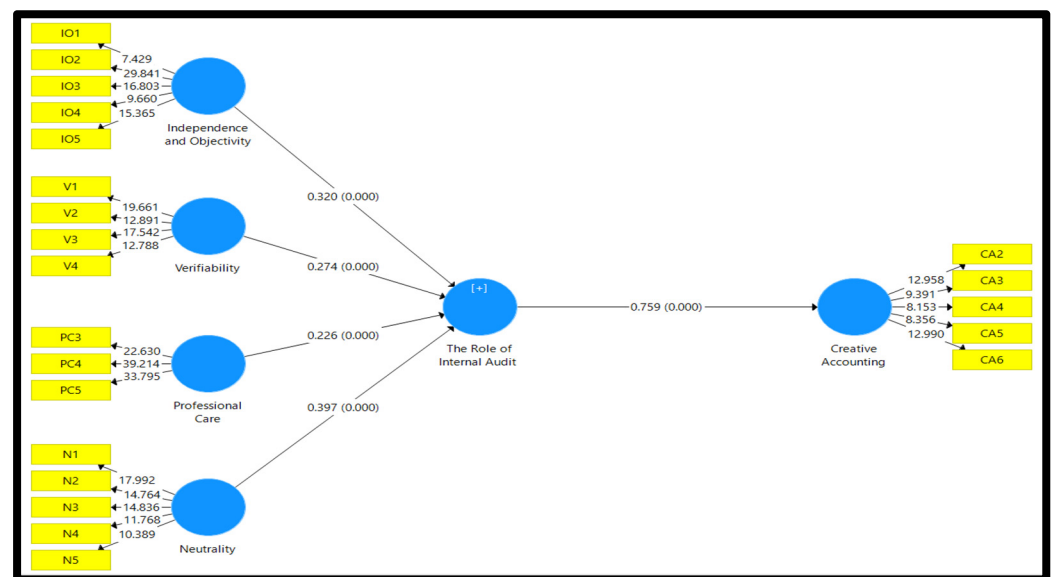 IO1
IO2
IO3
IO4
IO5
7.429
29.841
16.803
9.660
15.365
Independence
and Objectivity
0.320 (0.000)
V1
V2
V3
V4
19.661
12.891
17.542
12.788
Verifiability
0.274 (0.000)
PC3
PC4
PC5
22.630
39.214
33.795
Professional
Care
0.226 (0.000)
N1
N2
N3
N4
N5
17.992
14.764
14.836
11.768
10.389
Neutrality
0.397 (0.000)
[+]
The Role of
Internal Audit
0.759 (0.000)
Creative
Accounting
12.958
9.391
8.153
8.356
12.990
CA2
CA3
CA4
CA5
CA6